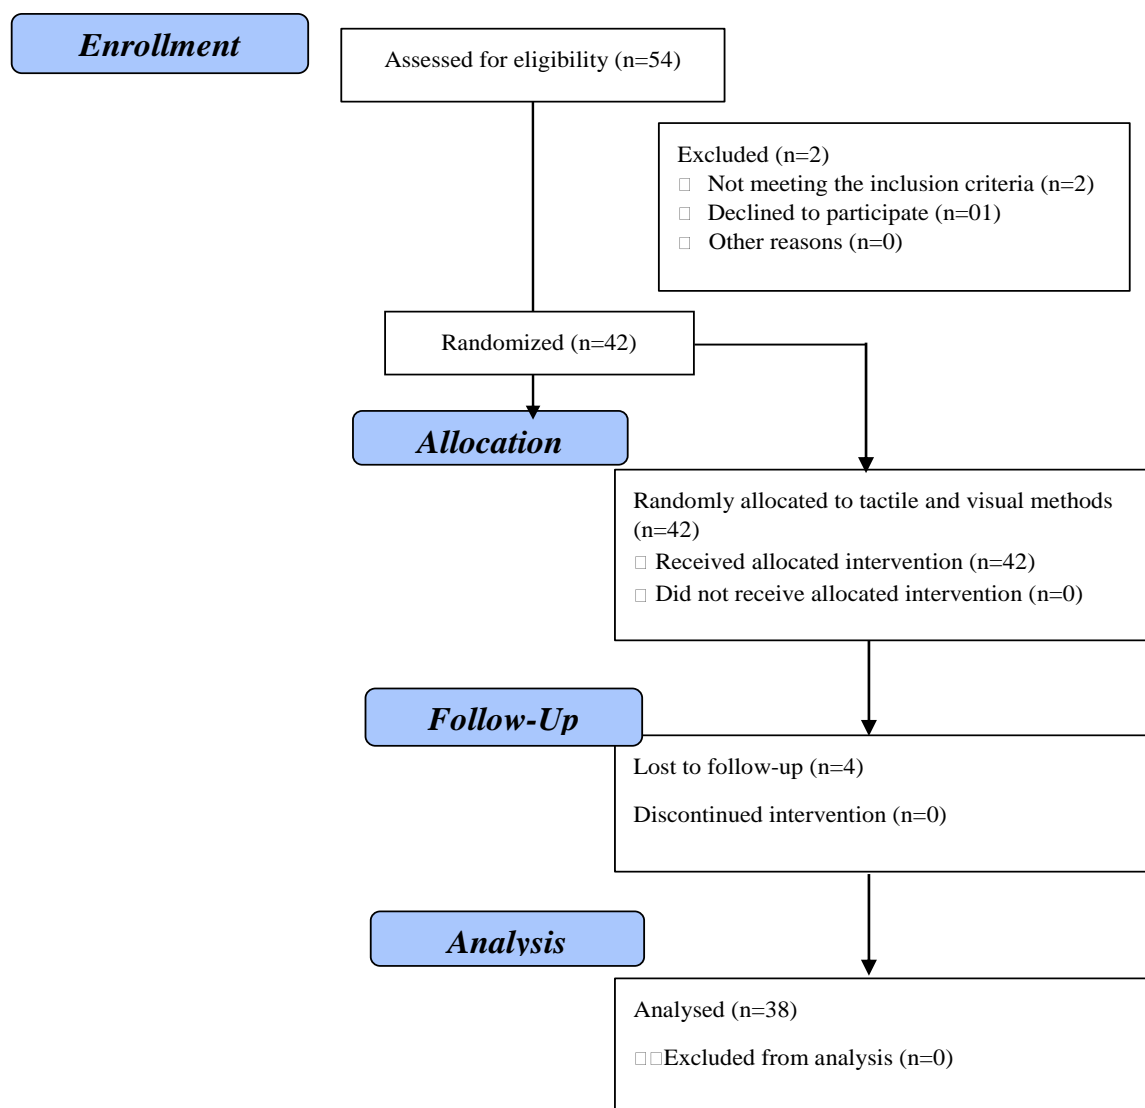 Enrollment
Assessed for eligibility (n=54)
Excluded (n=2)
Not meeting the inclusion criteria (n=2)
Declined to participate (n=01)
Other reasons (n=0)
Randomized (n=42)
Allocation
Randomly allocated to tactile and visual methods
(n=42)
Received allocated intervention (n=42)
Did not receive allocated intervention (n=0)
Follow-Up
Lost to follow-up (n=4)
Discontinued intervention (n=0)
Analysis
Analysed (n=38)
Excluded from analysis (n=0)